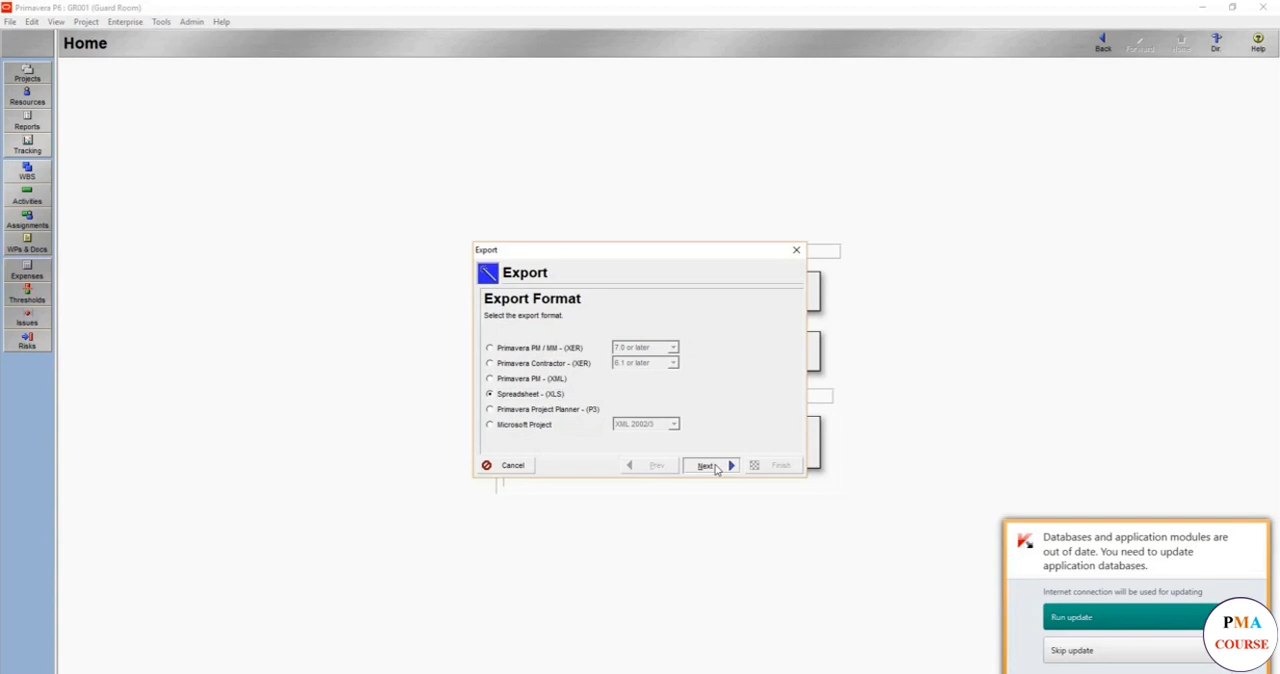 Primavera P6 : GR001 (Guard Room)
File Edit View Project Enterprise Tools Admin Help
Home
Back Forward Home Dir. Help
Projects
Resources
Reports
Tracking
WBS
Activities
Assignments
WPs & Docs
Expenses
Thresholds
Issues
Risks
Export
Export
Export Format
Select the export format.
Primavera PM / MM - (XER) 7.0 or later
Primavera Contractor - (XER) 6.1 or later
Primavera PM - (XML)
Spreadsheet - (XLS)
Primavera Project Planner - (P3)
Microsoft Project XML 2002/3
Cancel Prev Next Finish
Databases and application modules are
out of date. You need to update
application databases.
Internet connection will be used for updating
Run update
Skip update
PMA
COURSE